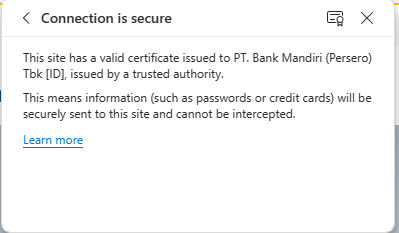 Connection is secure
This site has a valid certificate issued to PT. Bank Mandiri (Persero)
Tbk [ID], issued by a trusted authority.
This means information (such as passwords or credit cards) will be
securely sent to this site and cannot be intercepted.
Learn more